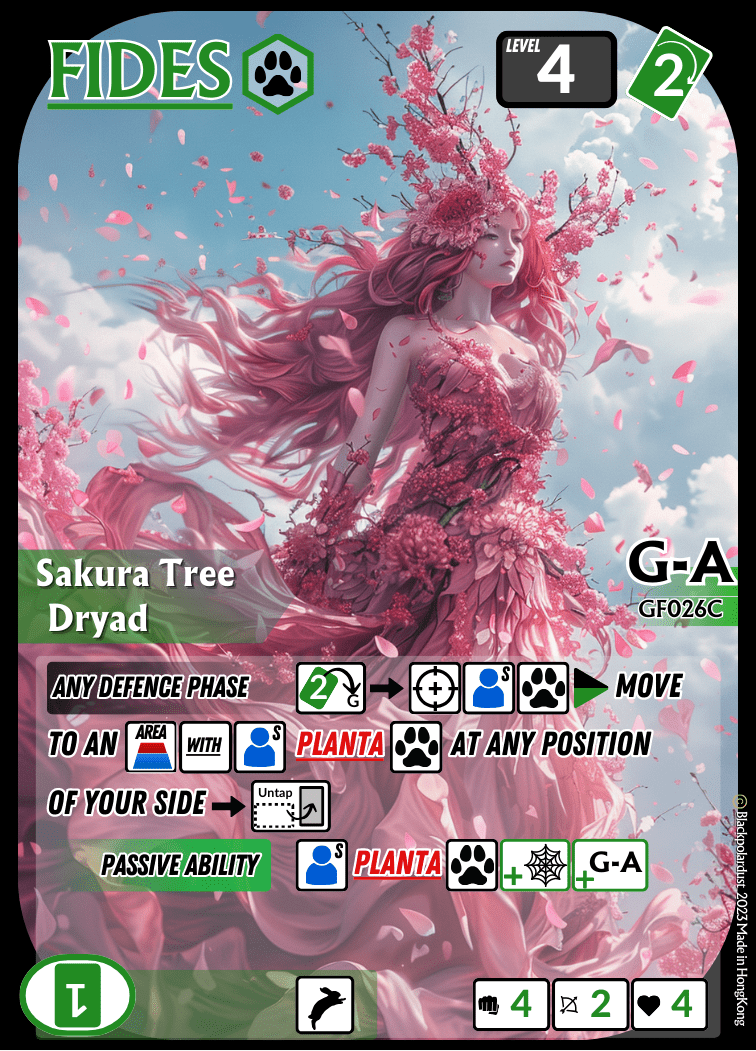 FIDES
LEVEL
4
2
Sakura Tree
Dryad
G-A
GF026C
ANY DEFENCE PHASE 2 G S MOVE
TO AN AREA WITH S PLANTA AT ANY POSITION
OF YOUR SIDE Untap
PASSIVE ABILITY S PLANTA + +G-A
1
4 2 4
© Blackpolardust 2023 Made in HongKong